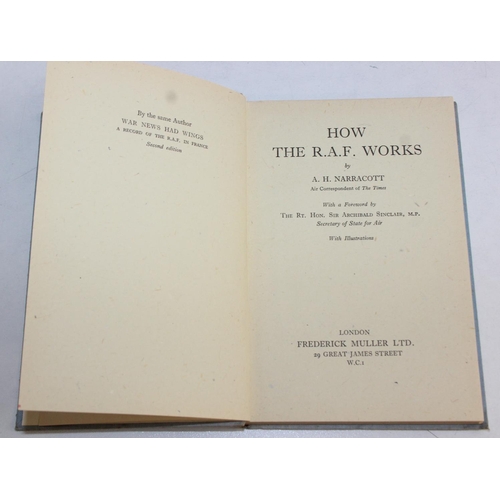 By the same Author
WAR NEWS HAD WINGS
A RECORD OF THE R.A.F. IN FRANCE
Second edition
HOW
THE R.A.F. WORKS
by
A. H. NARRACOTT
Air Correspondent of The Times
With a Foreword by
THE RT. HON. SIR ARCHIBALD SINCLAIR, M.P.
Secretary of State for Air
With Illustrations
LONDON
FREDERICK MULLER LTD.
29 GREAT JAMES STREET
W.C.1